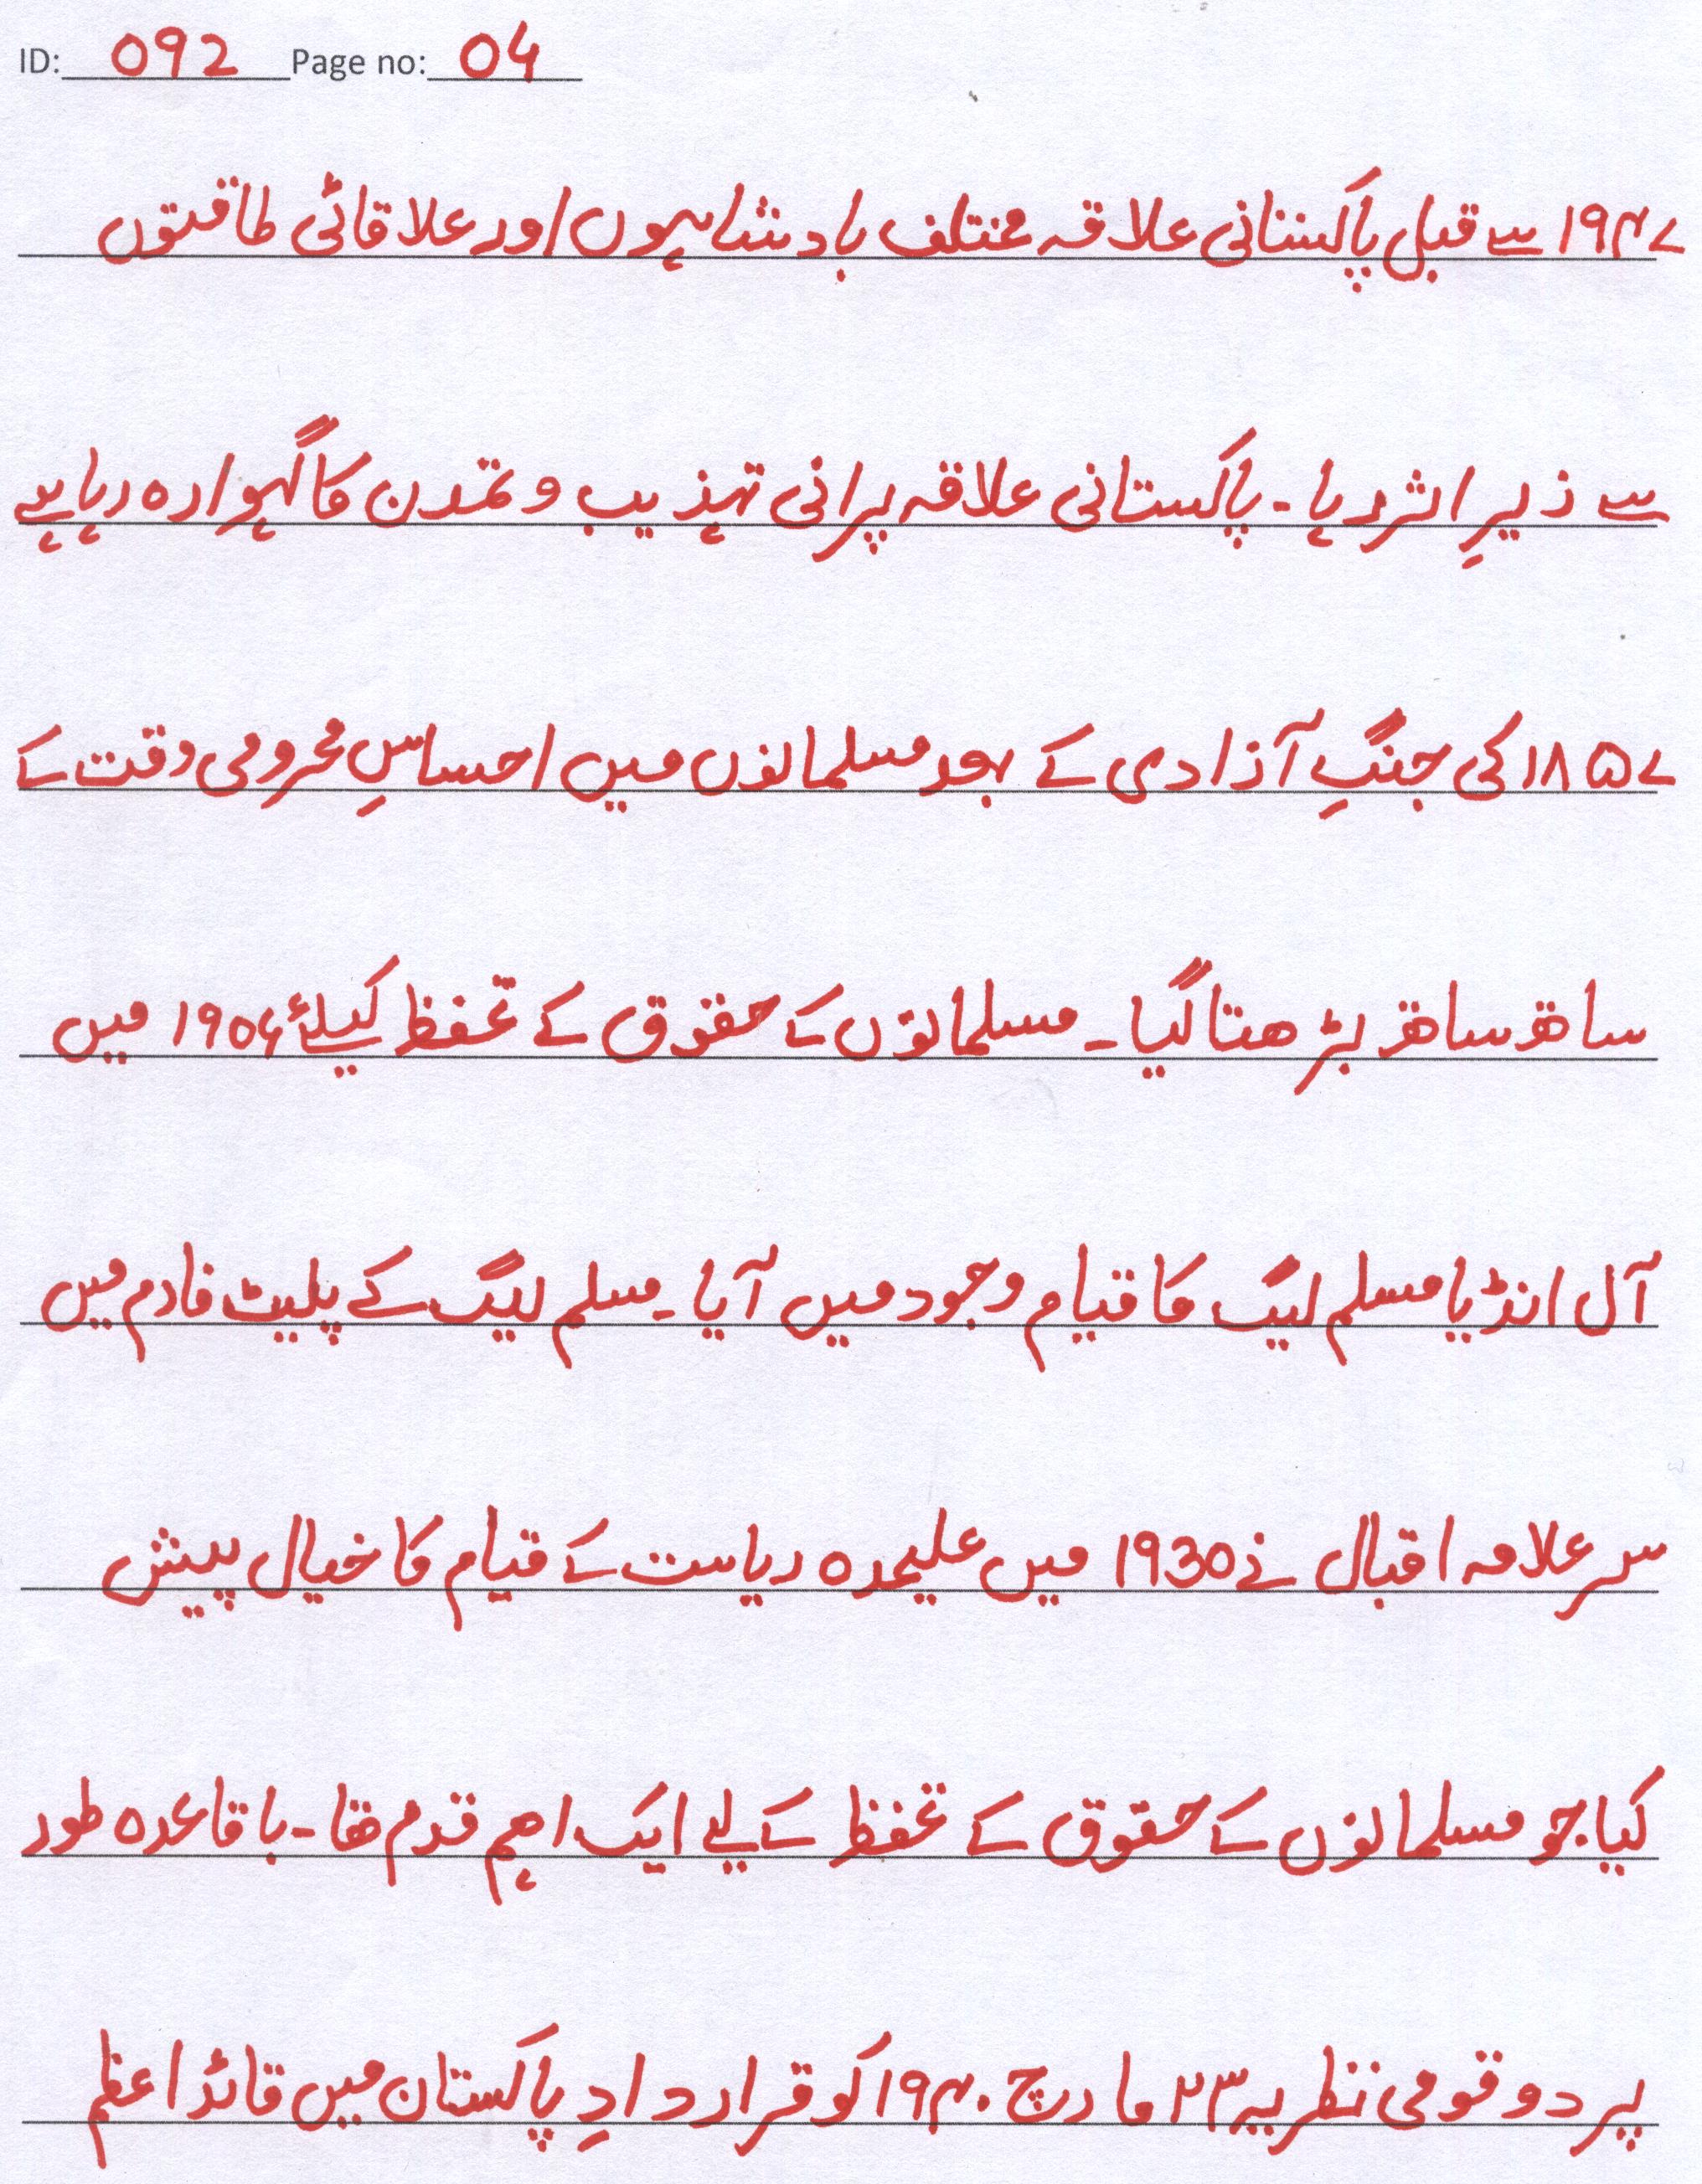 ID: 092 Page no: 04
۱۹۴۷ سے قبل پاکستانی علاقہ مختلف بادشاہوں اور علاقائی طاقتوں
سے زیرِ اثر رہا ۔ پاکستانی علاقہ پرانی تہذیب و تمدن کا گہوارہ رہا ہے
۱۸۵۷ کی جنگِ آزادی کے بعد مسلمانوں میں احساسِ محرومی وقت کے
ساتھ ساتھ بڑھتا گیا ۔ مسلمانوں کے حقوق کے تحفظ کیلئے ۱۹۰۶ میں
آل انڈیا مسلم لیگ کا قیام وجود میں آیا ۔ مسلم لیگ کے پلیٹ فارم میں
سر علامہ اقبال نے 1930 میں علیحدہ ریاست کے قیام کا خیال پیش
کیا جو مسلمانوں کے حقوق کے تحفظ کے لیے ایک اہم قدم تھا ۔ باقاعدہ طور
پر دو قومی نظریہ ۲۳ مارچ ۱۹۴۰ کو قراردادِ پاکستان میں قائد اعظم